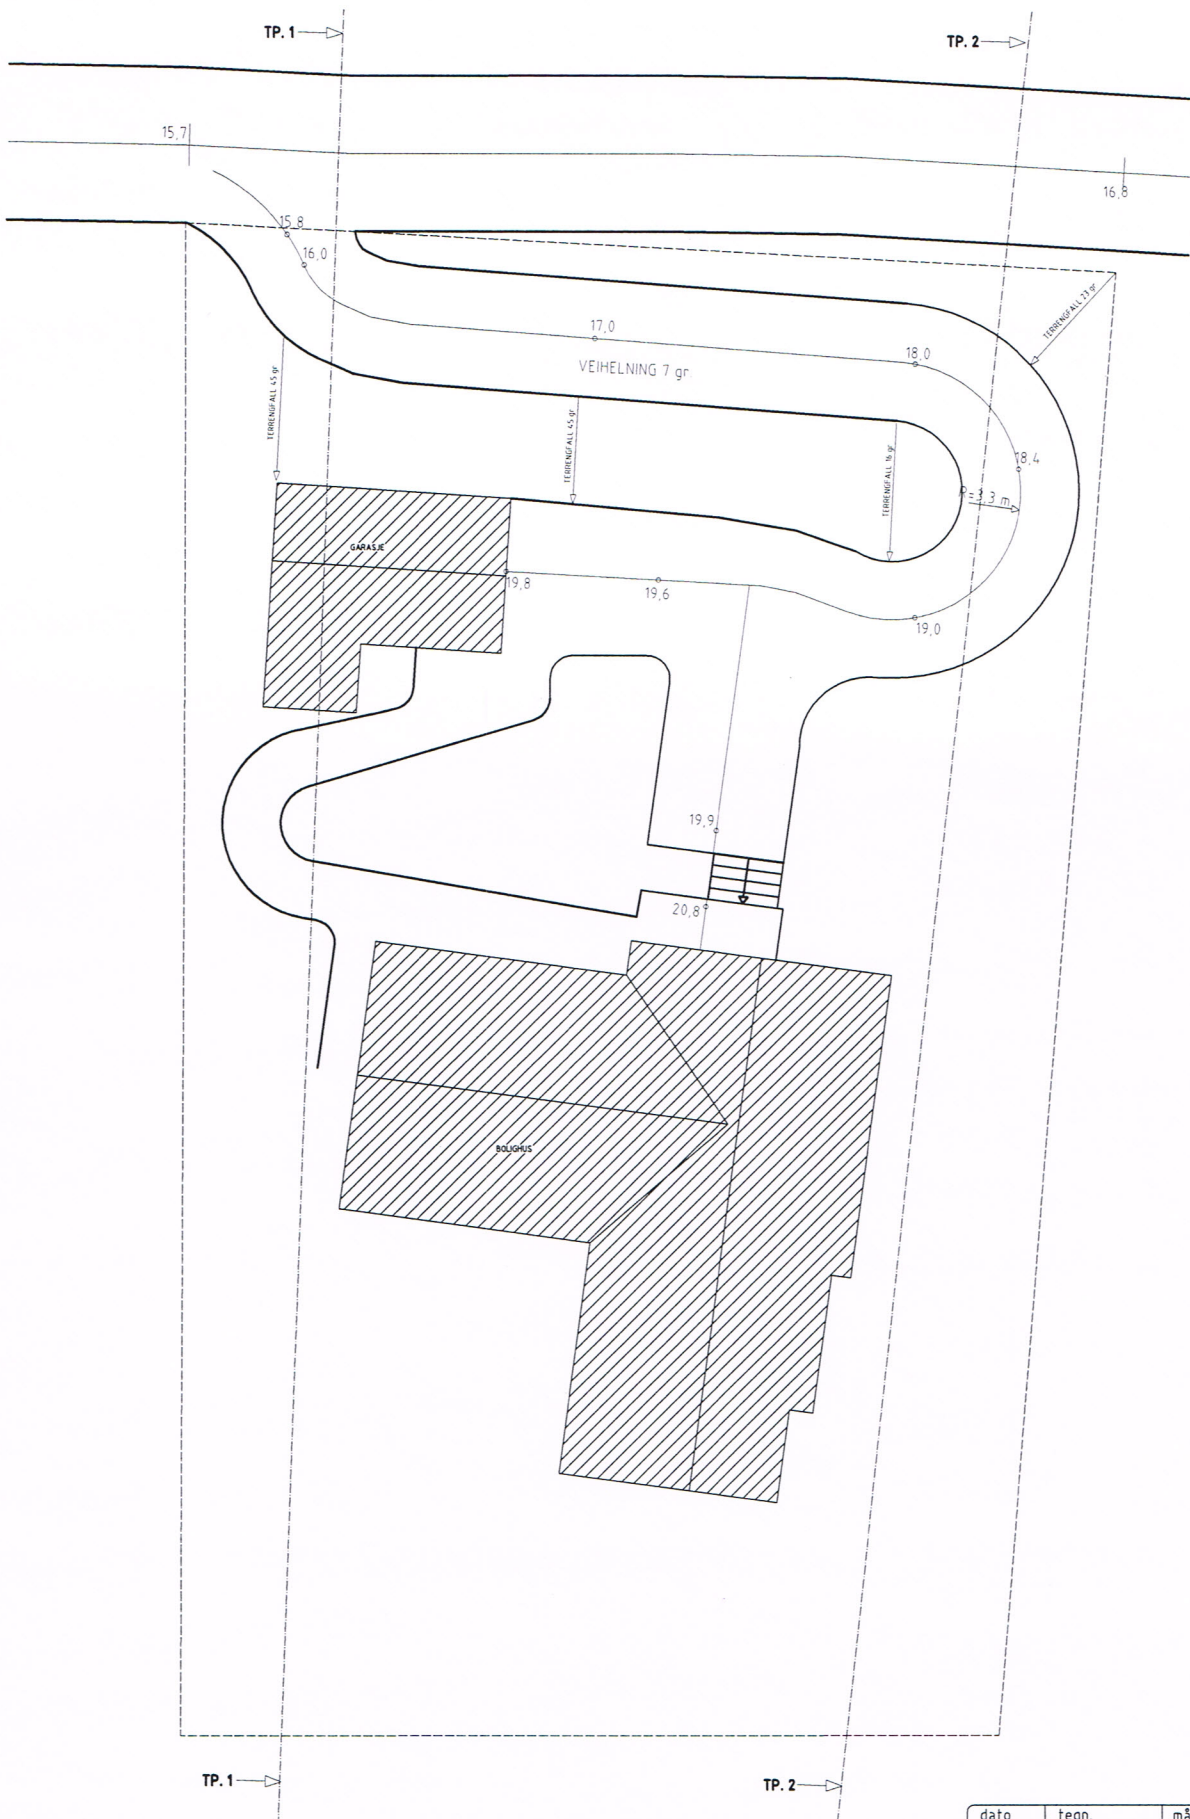 TP. 1
TP. 2
15,7
16,8
15,8
16,0
TERRENGFALL 23 gr.
17,0
18,0
VEIHELNING 7 gr.
TERRENGFALL 45 gr
TERRENGFALL 45 gr
TERRENGFALL 16 gr
18,4
R=3,3 m
GARASJE
19,8
19,6
19,0
19,9
20,8
BOLIGHUS
TP. 1
TP. 2
dato
tegn
må